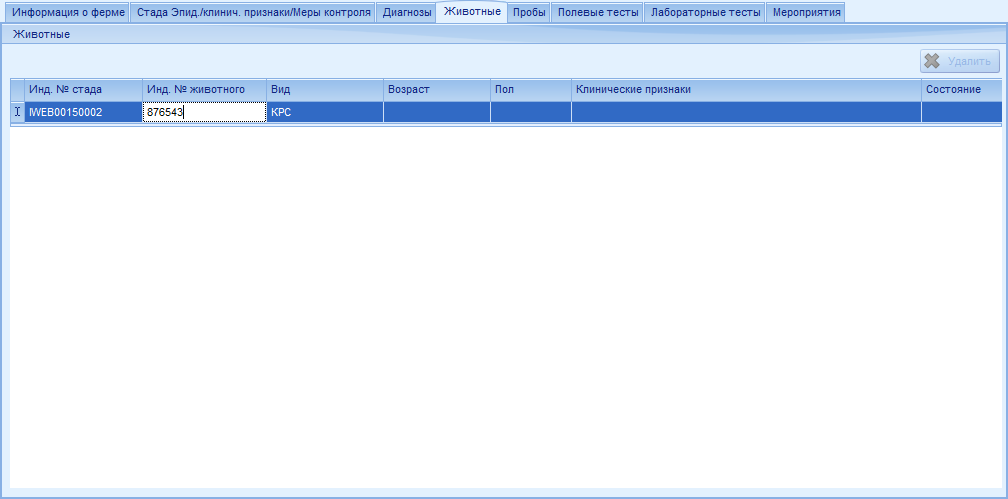 Информация о ферме Стада Эпид./клинич. признаки/Меры контроля Диагнозы Животные Пробы Полевые тесты Лабораторные тесты Мероприятия
Животные
Удалить
Инд. № стада Инд. № животного Вид Возраст Пол Клинические признаки Состояние
IWEB00150002 876543 КРС